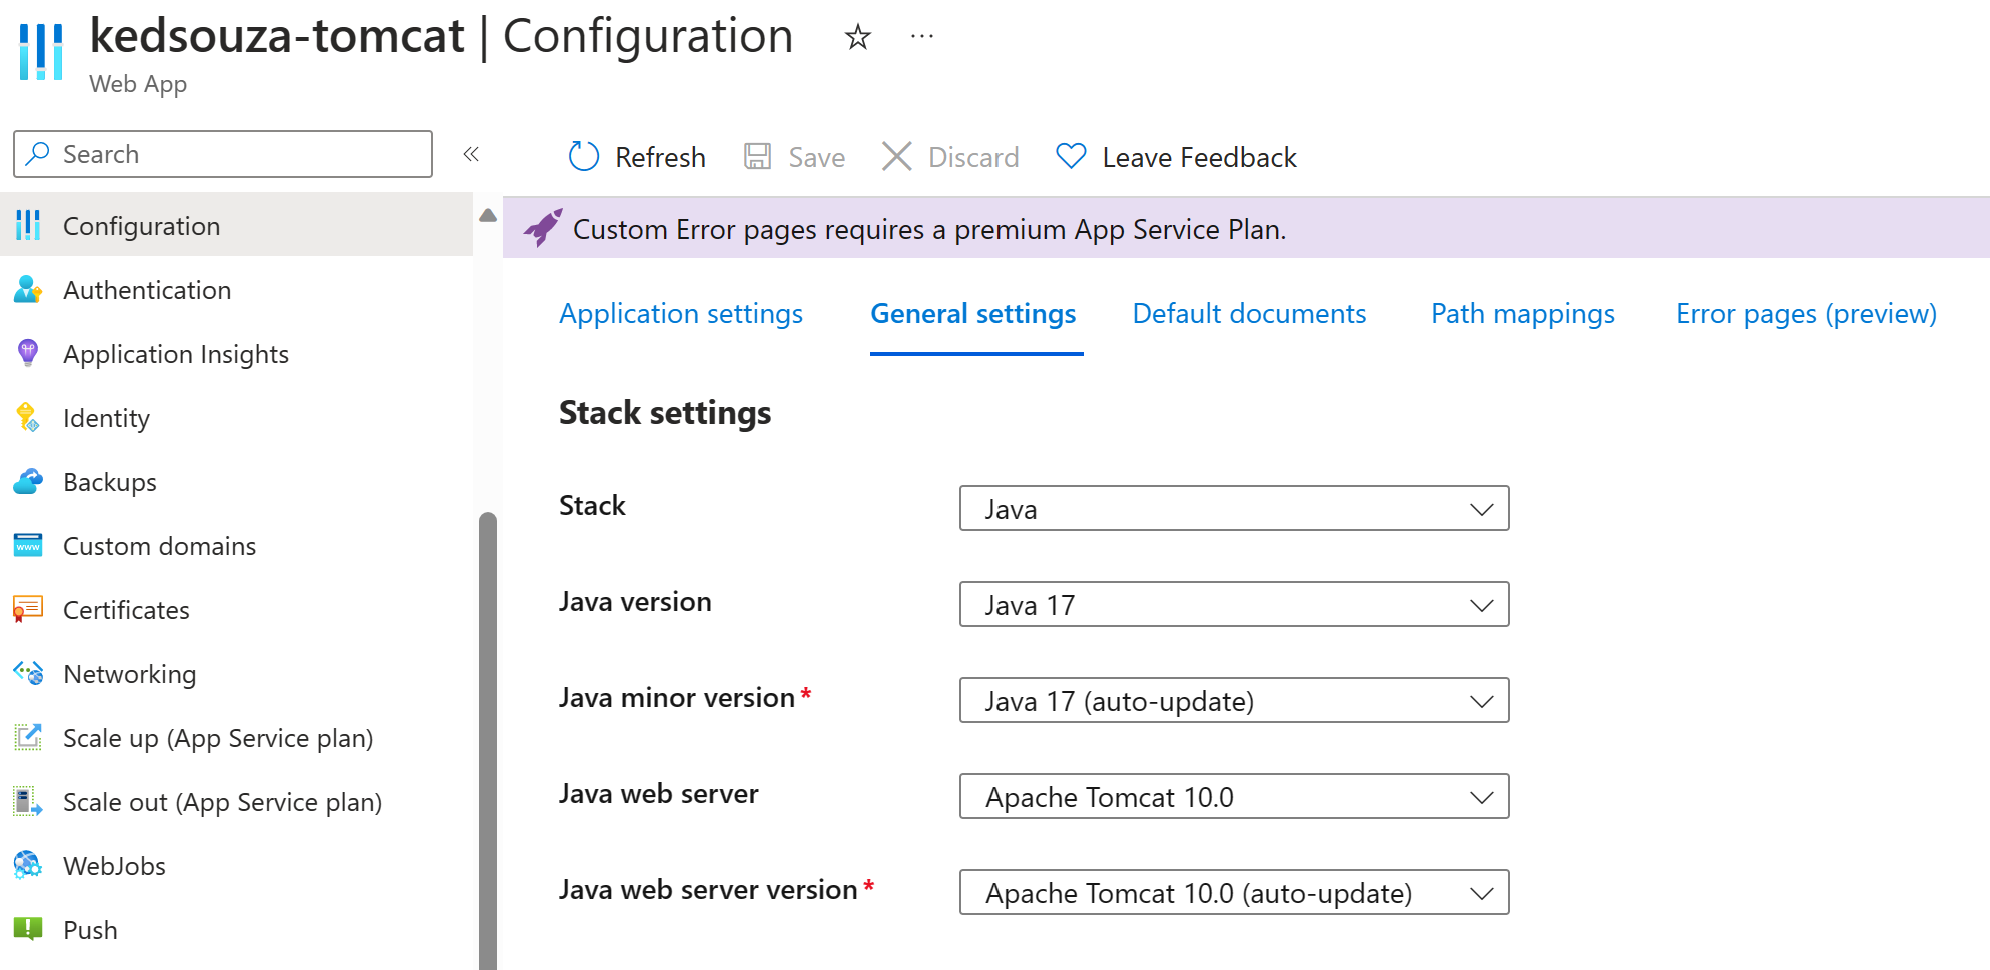 kedsouza-tomcat | Configuration
Web App
Search
Refresh
Save
Discard
Leave Feedback
Configuration
Authentication
Application Insights
Identity
Backups
Custom domains
Certificates
Networking
Scale up (App Service plan)
Scale out (App Service plan)
WebJobs
Push
Custom Error pages requires a premium App Service Plan.
Application settings
General settings
Default documents
Path mappings
Error pages (preview)
Stack settings
Stack
Java
Java version
Java 17
Java minor version *
Java 17 (auto-update)
Java web server
Apache Tomcat 10.0
Java web server version *
Apache Tomcat 10.0 (auto-update)